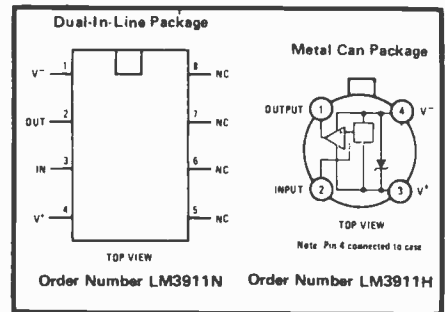 Dual-In-Line Package
V⁻ 1 8 NC
OUT 2 7 NC
IN 3 6 NC
V⁺ 4 5 NC
TOP VIEW
Order Number LM3911N
Metal Can Package
OUTPUT 1 4 V⁻
INPUT 2 3 V⁺
TOP VIEW
Note Pin 4 connected to case
Order Number LM3911H